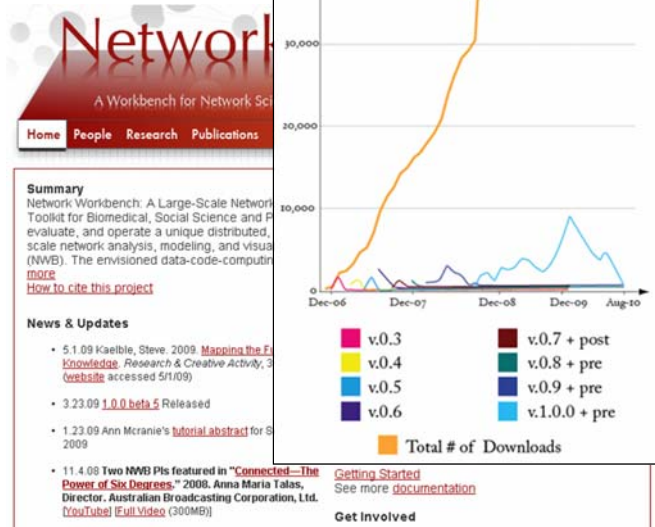 Network
A Workbench for Network Sci
Home People Research Publications
Summary
Network Workbench: A Large-Scale Network
Toolkit for Biomedical, Social Science and P
evaluate, and operate a unique distributed,
scale network analysis, modeling, and visua
(NWB). The envisioned data-code-computin
more
How to cite this project
News & Updates
• 5.1.09 Kaelble, Steve. 2009. Mapping the Fu
Knowledge. Research & Creative Activity, 3
(website accessed 5/1/09)
• 3.23.09 1.0.0 beta 5 Released
• 1.23.09 Ann Mcranie's tutorial abstract for S
2009
• 11.4.08 Two NWB PIs featured in "Connected—The
Power of Six Degrees." 2008. Anna Maria Talas,
Director. Australian Broadcasting Corporation, Ltd.
[YouTube] [Full Video (300MB)]
30,000
20,000
10,000
0
Dec-06 Dec-07 Dec-08 Dec-09 Aug-10
v.0.3
v.0.4
v.0.5
v.0.6
v.0.7 + post
v.0.8 + pre
v.0.9 + pre
v.1.0.0 + pre
Total # of Downloads
Getting Started
See more documentation
Get Involved